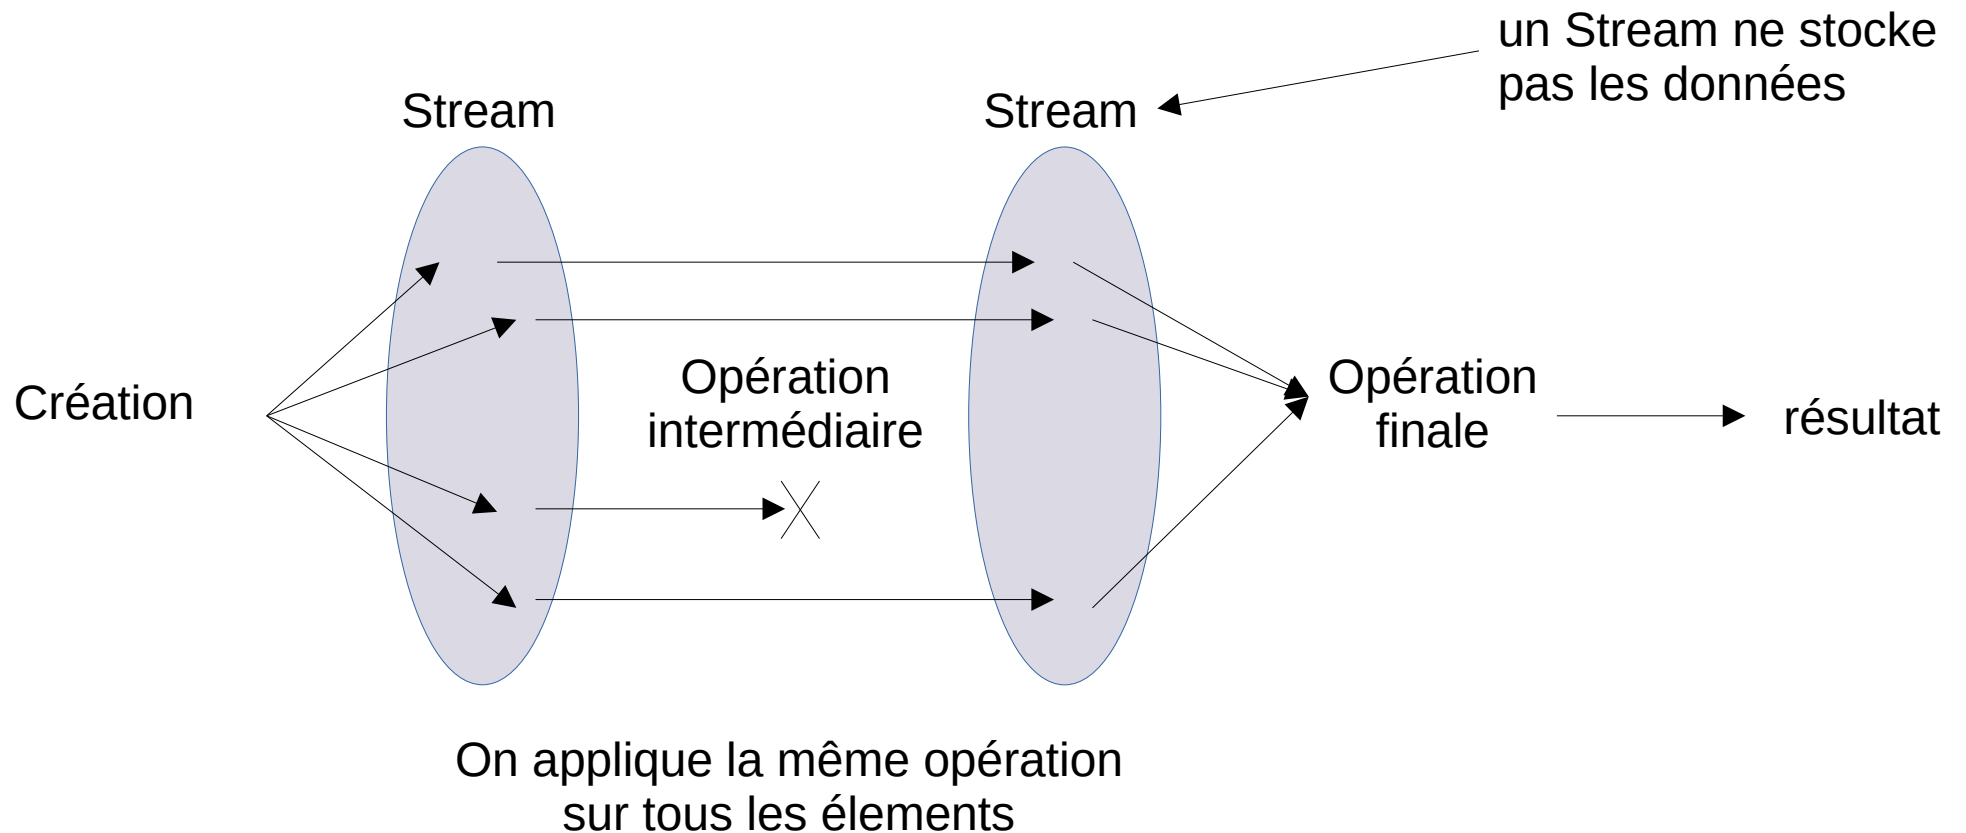 un Stream ne stocke
pas les données
Stream
Stream
Création
Opération
intermédiaire
Opération
finale
résultat
On applique la même opération
sur tous les élements